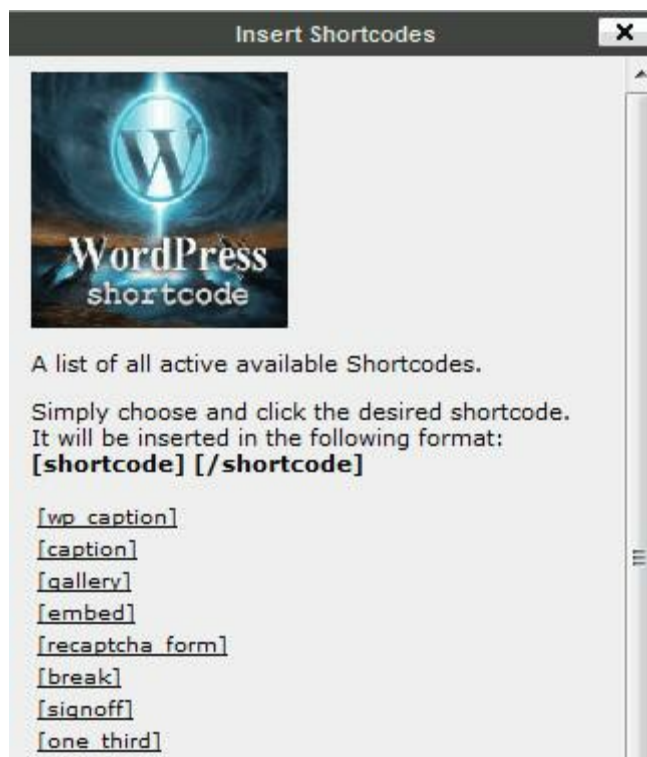 Insert Shortcodes
WordPress
shortcode
A list of all active available Shortcodes.
Simply choose and click the desired shortcode.
It will be inserted in the following format:
[shortcode] [/shortcode]
[wp_caption]
[caption]
[gallery]
[embed]
[recaptcha_form]
[break]
[signoff]
[one_third]